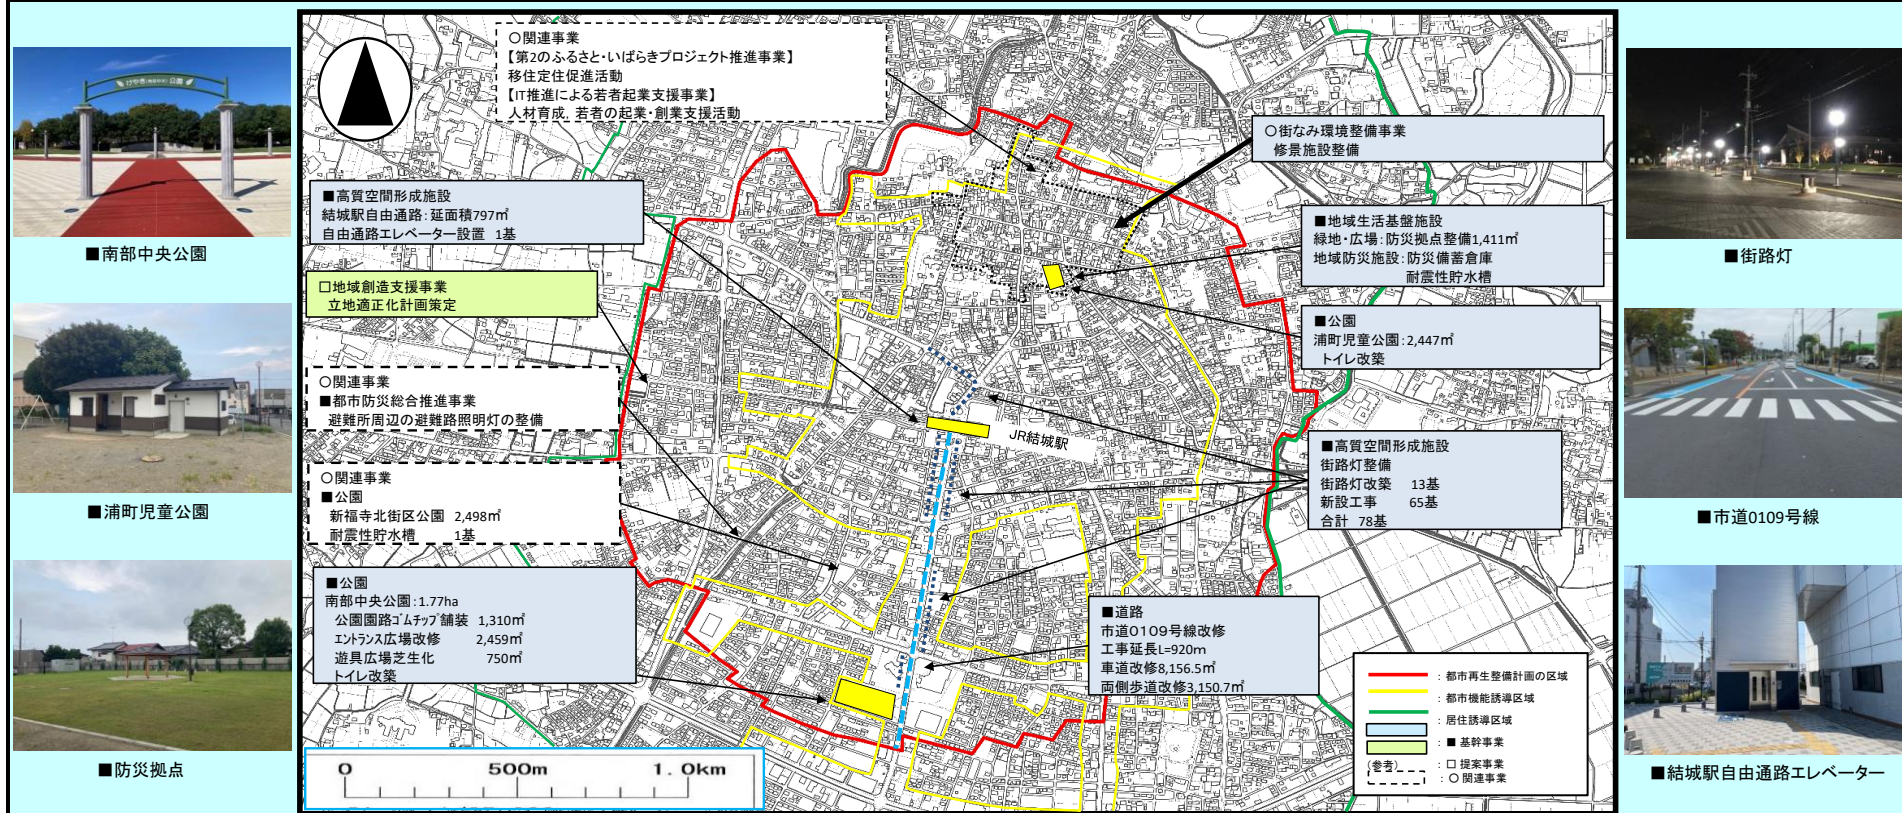 けやき(南部中央)公園
■南部中央公園
■浦町児童公園
■防災拠点
○関連事業
【第2のふるさと・いばらきプロジェクト推進事業】
移住定住促進活動
【IT推進による若者起業支援事業】
人材育成、若者の起業・創業支援活動
■高質空間形成施設
結城駅自由通路:延面積797㎡
自由通路エレベーター設置 1基
□地域創造支援事業
立地適正化計画策定
○関連事業
■都市防災総合推進事業
避難所周辺の避難路照明灯の整備
○関連事業
■公園
新福寺北街区公園 2,498㎡
耐震性貯水槽 1基
■公園
南部中央公園:1.77ha
公園園路ゴムチップ舗装 1,310㎡
エントランス広場改修 2,459㎡
遊具広場芝生化 750㎡
トイレ改築
○街なみ環境整備事業
修景施設整備
■地域生活基盤施設
緑地・広場:防災拠点整備1,411㎡
地域防災施設:防災備蓄倉庫
耐震性貯水槽
■公園
浦町児童公園:2,447㎡
トイレ改築
JR結城駅
■高質空間形成施設
街路灯整備
街路灯改築 13基
新設工事 65基
合計 78基
■道路
市道0109号線改修
工事延長L=920m
車道改修8,156.5㎡
両側歩道改修3,150.7㎡
:都市再生整備計画の区域
:都市機能誘導区域
:居住誘導区域
:■ 基幹事業
(参考) :□ 提案事業
:○ 関連事業
0 500m 1.0km
■街路灯
■市道0109号線
■結城駅自由通路エレベーター